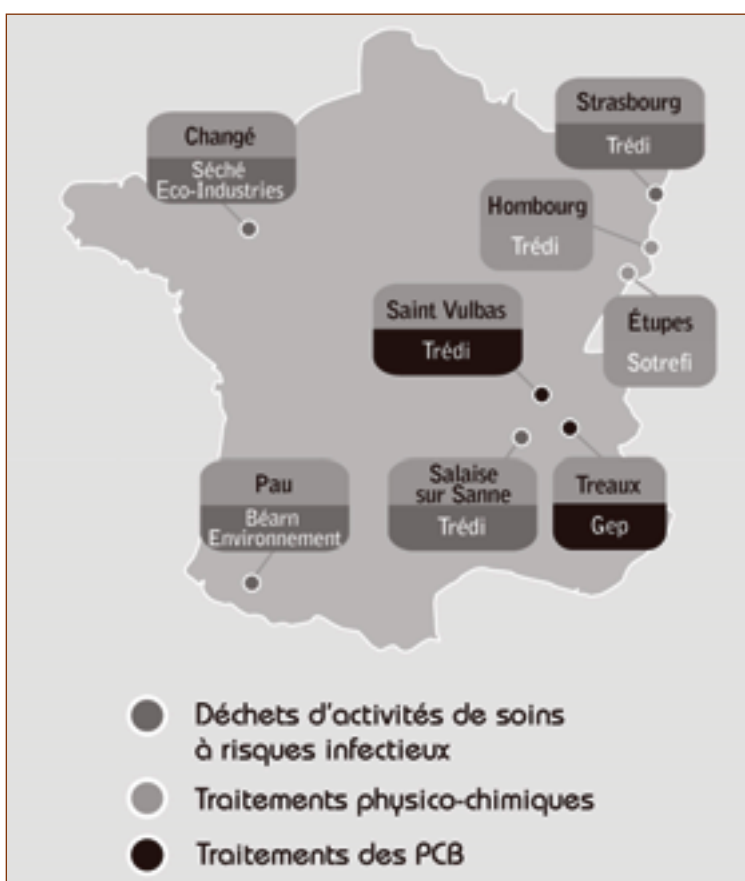 Strasbourg
Trédi
Changé
Séché
Eco-Industries
Hombourg
Trédi
Saint Vulbas
Trédi
Étupes
Sotrefi
Pau
Béarn
Environnement
Salaise
sur Sanne
Trédi
Treaux
Gep
Déchets d'activités de soins
à risques infectieux
Traitements physico-chimiques
Traitements des PCB